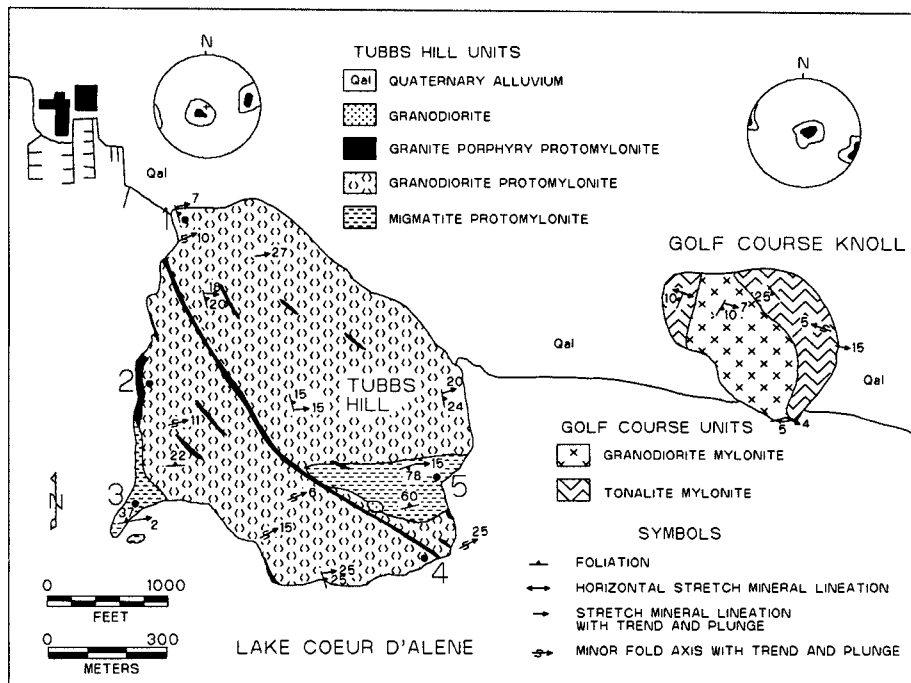 N
N
TUBBS HILL UNITS
Qal QUATERNARY ALLUVIUM
GRANODIORITE
GRANITE PORPHYRY PROTOMYLONITE
GRANODIORITE PROTOMYLONITE
MIGMATITE PROTOMYLONITE
Qal
1
7
10
27
18
20
2
TUBBS
HILL
15
15
20
24
11
22
15
78
60
5
6
3
37
2
15
25
25
25
4
GOLF COURSE KNOLL
10
10
7
25
5
15
Qal
Qal
5
4
GOLF COURSE UNITS
GRANODIORITE MYLONITE
TONALITE MYLONITE
SYMBOLS
FOLIATION
HORIZONTAL STRETCH MINERAL LINEATION
STRETCH MINERAL LINEATION
WITH TREND AND PLUNGE
MINOR FOLD AXIS WITH TREND AND PLUNGE
N
0 1000
FEET
0 300
METERS
LAKE COEUR D'ALENE